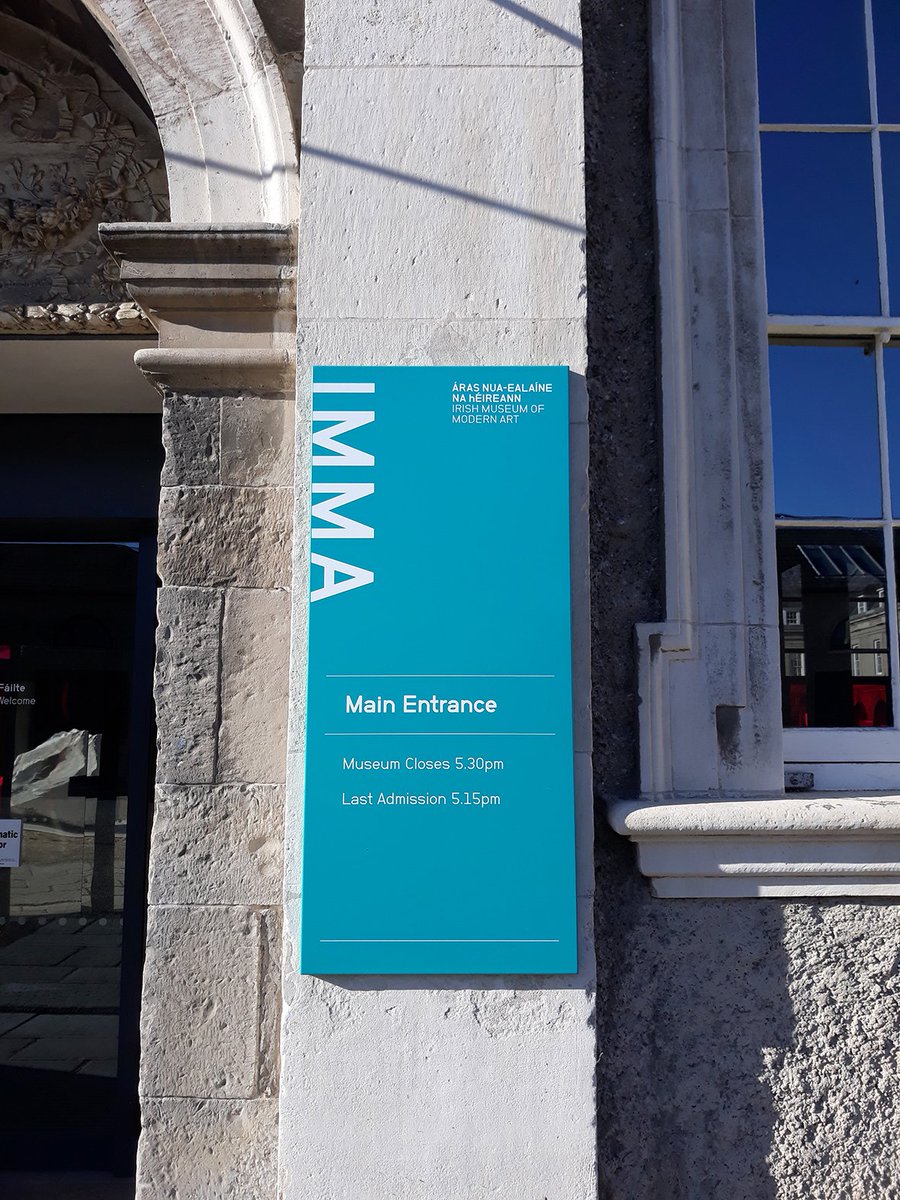 IMMA
ÁRAS NUA-EALAÍNE
NA hÉIREANN
IRISH MUSEUM OF
MODERN ART
Main Entrance
Museum Closes 5.30pm
Last Admission 5.15pm
Fáilte
Welcome